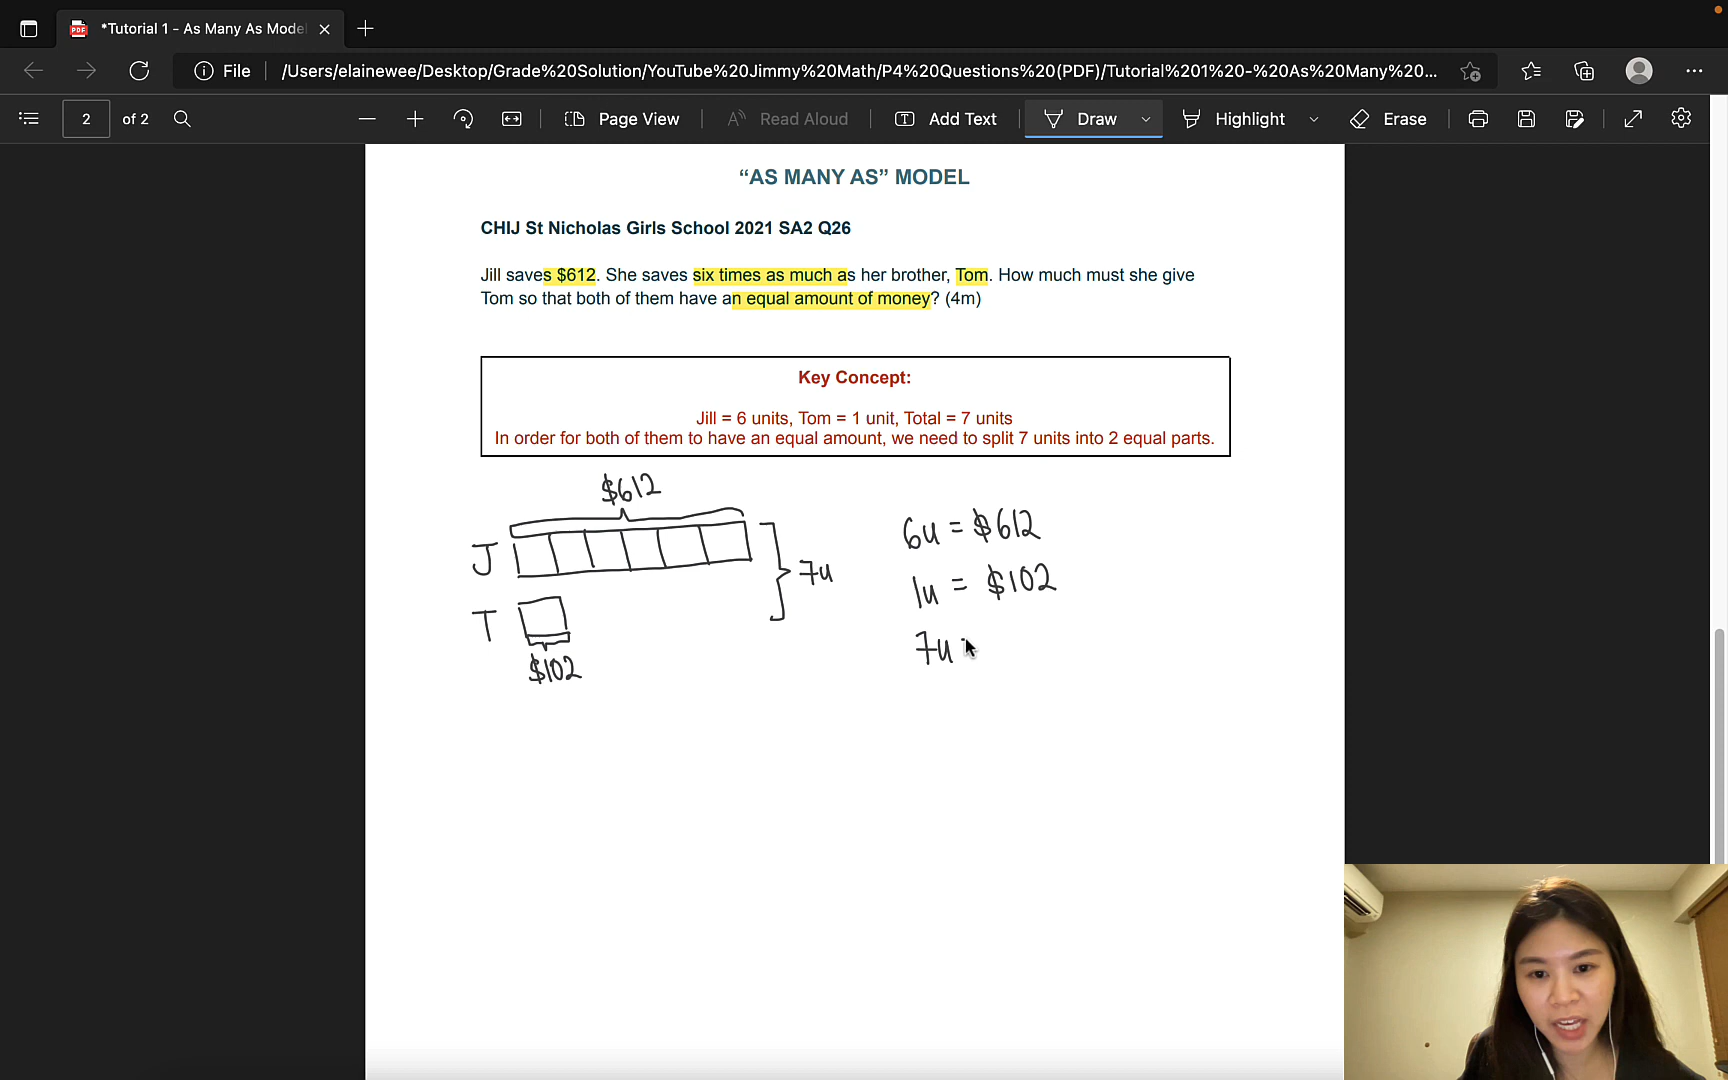 *Tutorial 1 - As Many As Model
File
/Users/elainewee/Desktop/Grade%20Solution/YouTube%20Jimmy%20Math/P4%20Questions%20(PDF)/Tutorial%201%20-%20As%20Many%20...
2 of 2
Page View
Read Aloud
Add Text
Draw
Highlight
Erase
“AS MANY AS” MODEL
CHIJ St Nicholas Girls School 2021 SA2 Q26
Jill saves $612. She saves six times as much as her brother, Tom. How much must she give
Tom so that both of them have an equal amount of money? (4m)
Key Concept:
Jill = 6 units, Tom = 1 unit, Total = 7 units
In order for both of them to have an equal amount, we need to split 7 units into 2 equal parts.
$612
J
7u
T
$102
6u = $612
1u = $102
7u